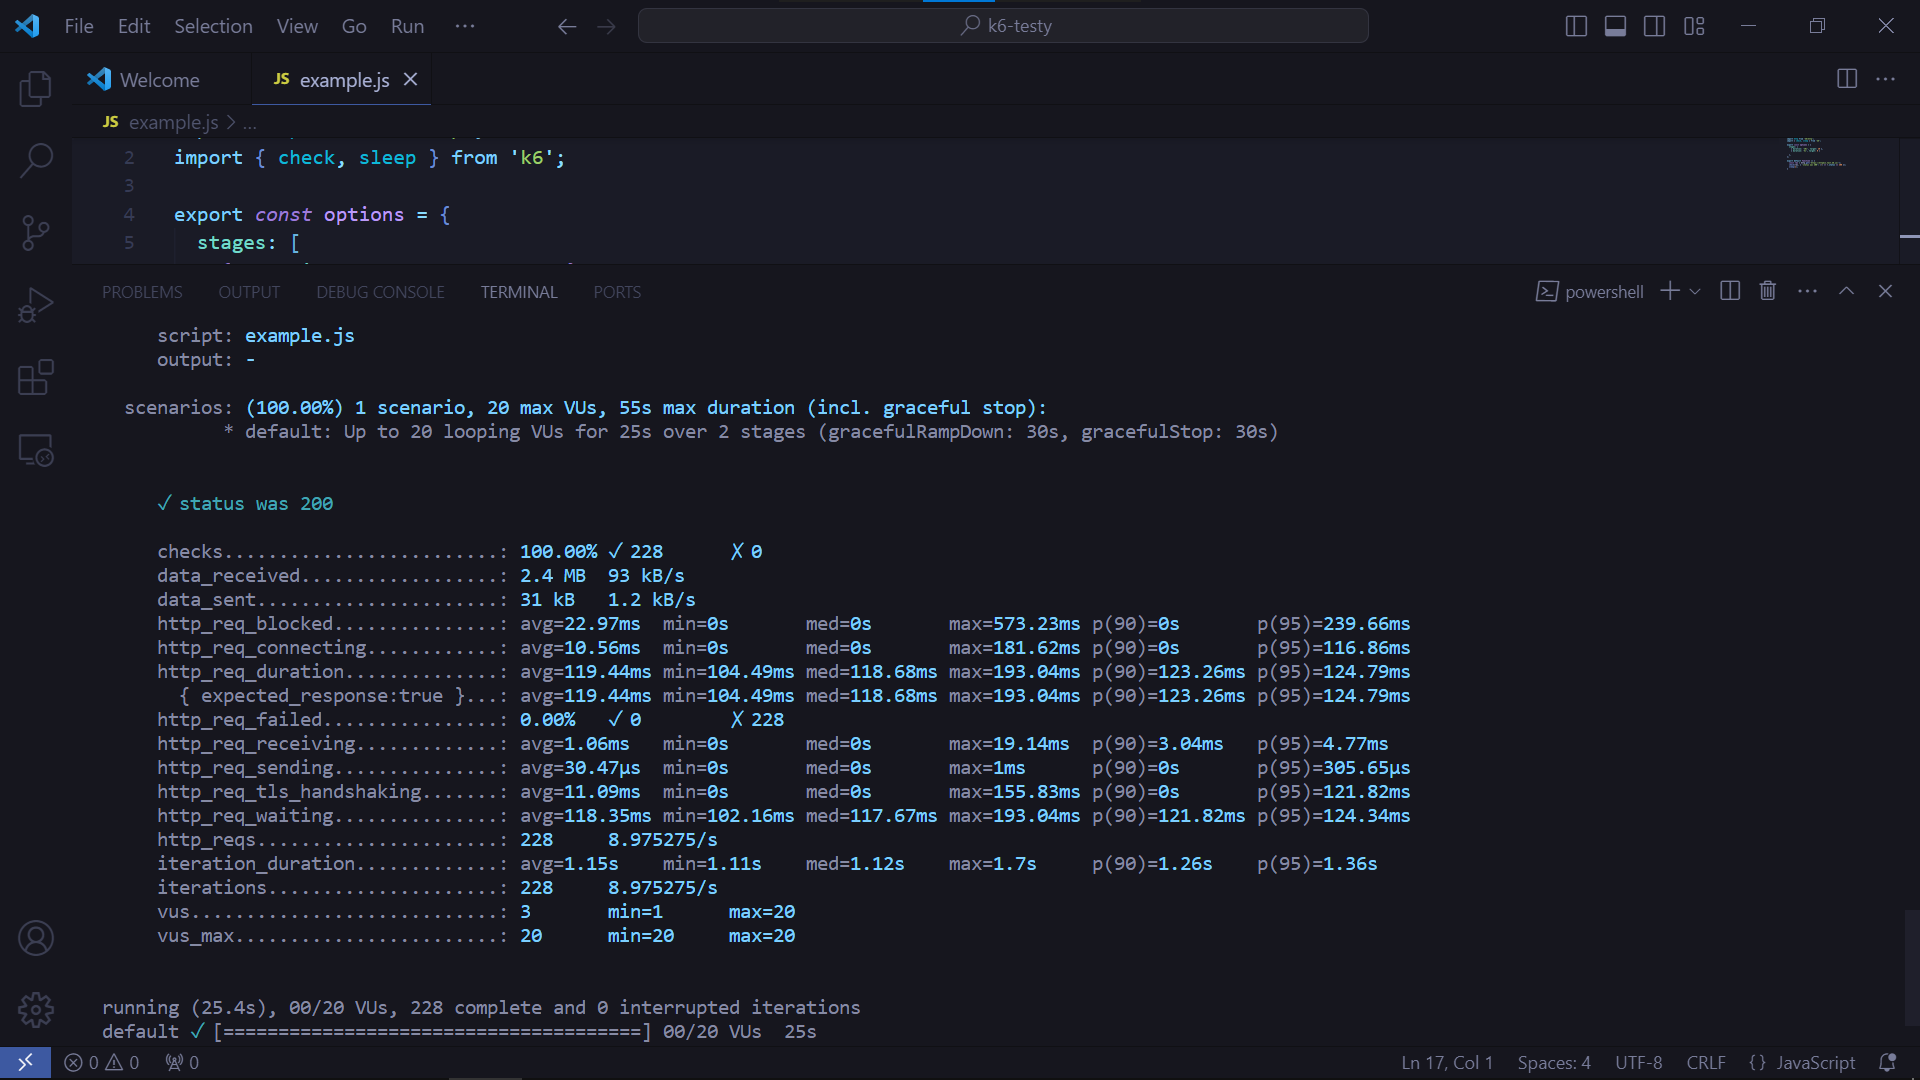 File Edit Selection View Go Run ··· k6-testy
Welcome JS example.js
JS example.js > ...
2 import { check, sleep } from 'k6';
3
4 export const options = {
5 stages: [
PROBLEMS OUTPUT DEBUG CONSOLE TERMINAL PORTS powershell
script: example.js
output: -
scenarios: (100.00%) 1 scenario, 20 max VUs, 55s max duration (incl. graceful stop):
* default: Up to 20 looping VUs for 25s over 2 stages (gracefulRampDown: 30s, gracefulStop: 30s)
✓ status was 200
checks.........................: 100.00% ✓ 228 ✗ 0
data_received..................: 2.4 MB 93 kB/s
data_sent......................: 31 kB 1.2 kB/s
http_req_blocked...............: avg=22.97ms min=0s med=0s max=573.23ms p(90)=0s p(95)=239.66ms
http_req_connecting............: avg=10.56ms min=0s med=0s max=181.62ms p(90)=0s p(95)=116.86ms
http_req_duration..............: avg=119.44ms min=104.49ms med=118.68ms max=193.04ms p(90)=123.26ms p(95)=124.79ms
{ expected_response:true }...: avg=119.44ms min=104.49ms med=118.68ms max=193.04ms p(90)=123.26ms p(95)=124.79ms
http_req_failed................: 0.00% ✓ 0 ✗ 228
http_req_receiving.............: avg=1.06ms min=0s med=0s max=19.14ms p(90)=3.04ms p(95)=4.77ms
http_req_sending...............: avg=30.47µs min=0s med=0s max=1ms p(90)=0s p(95)=305.65µs
http_req_tls_handshaking.......: avg=11.09ms min=0s med=0s max=155.83ms p(90)=0s p(95)=121.82ms
http_req_waiting...............: avg=118.35ms min=102.16ms med=117.67ms max=193.04ms p(90)=121.82ms p(95)=124.34ms
http_reqs......................: 228 8.975275/s
iteration_duration.............: avg=1.15s min=1.11s med=1.12s max=1.7s p(90)=1.26s p(95)=1.36s
iterations.....................: 228 8.975275/s
vus............................: 3 min=1 max=20
vus_max........................: 20 min=20 max=20
running (25.4s), 00/20 VUs, 228 complete and 0 interrupted iterations
default ✓ [======================================] 00/20 VUs 25s
0 0 0 Ln 17, Col 1 Spaces: 4 UTF-8 CRLF {} JavaScript